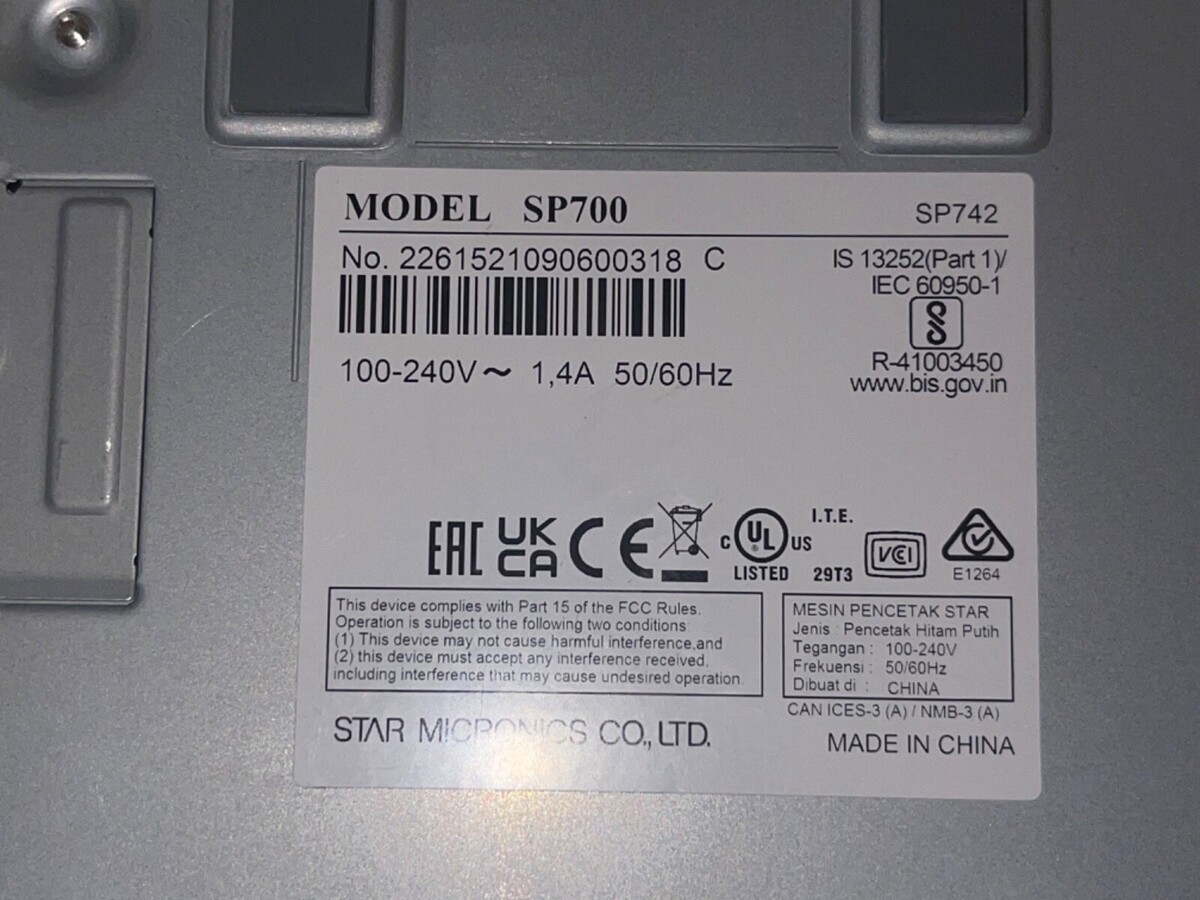 MODEL SP700 SP742
No. 2261521090600318 C
IS 13252(Part 1)/
IEC 60950-1
R-41003450
www.bis.gov.in
100-240V～ 1,4A 50/60Hz
EAC UK
CA CE c UL US
LISTED
I.T.E.
29T3
VCI
E1264
This device complies with Part 15 of the FCC Rules.
Operation is subject to the following two conditions
(1) This device may not cause harmful interference,and
(2) this device must accept any interference received,
including interference that may cause undesired operation.
MESIN PENCETAK STAR
Jenis : Pencetak Hitam Putih
Tegangan : 100-240V
Frekuensi : 50/60Hz
Dibuat di : CHINA
CAN ICES-3 (A) / NMB-3 (A)
STAR MICRONICS CO., LTD.
MADE IN CHINA